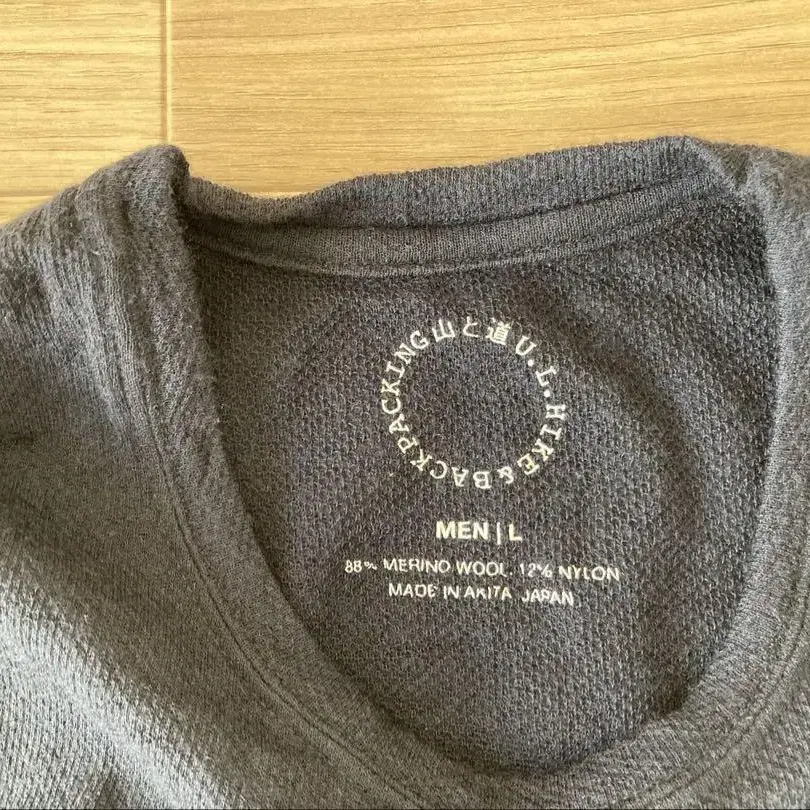 山と道 U.L.HIKE & BACKPACKING
MEN | L
88% MERINO WOOL 12% NYLON
MADE IN AKITA JAPAN